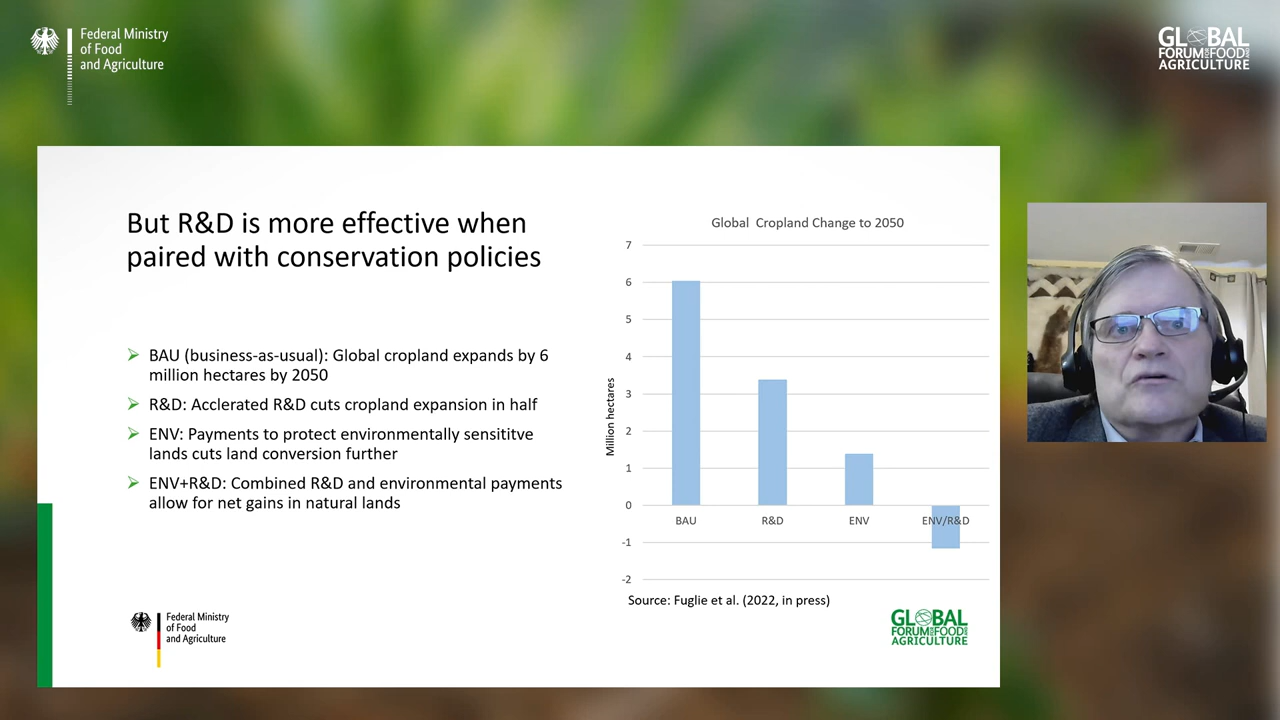 Federal Ministry
of Food
and Agriculture
GLOBAL
FORUM FOR FOOD AND
AGRICULTURE
But R&D is more effective when
paired with conservation policies
BAU (business-as-usual): Global cropland expands by 6
million hectares by 2050
R&D: Acclerated R&D cuts cropland expansion in half
ENV: Payments to protect environmentally sensititve
lands cuts land conversion further
ENV+R&D: Combined R&D and environmental payments
allow for net gains in natural lands
Global Cropland Change to 2050
7
6
5
4
3
2
1
0
-1
-2
Million hectares
BAU R&D ENV ENV/R&D
Source: Fuglie et al. (2022, in press)
Federal Ministry
of Food
and Agriculture
GLOBAL
FORUM FOR FOOD AND
AGRICULTURE